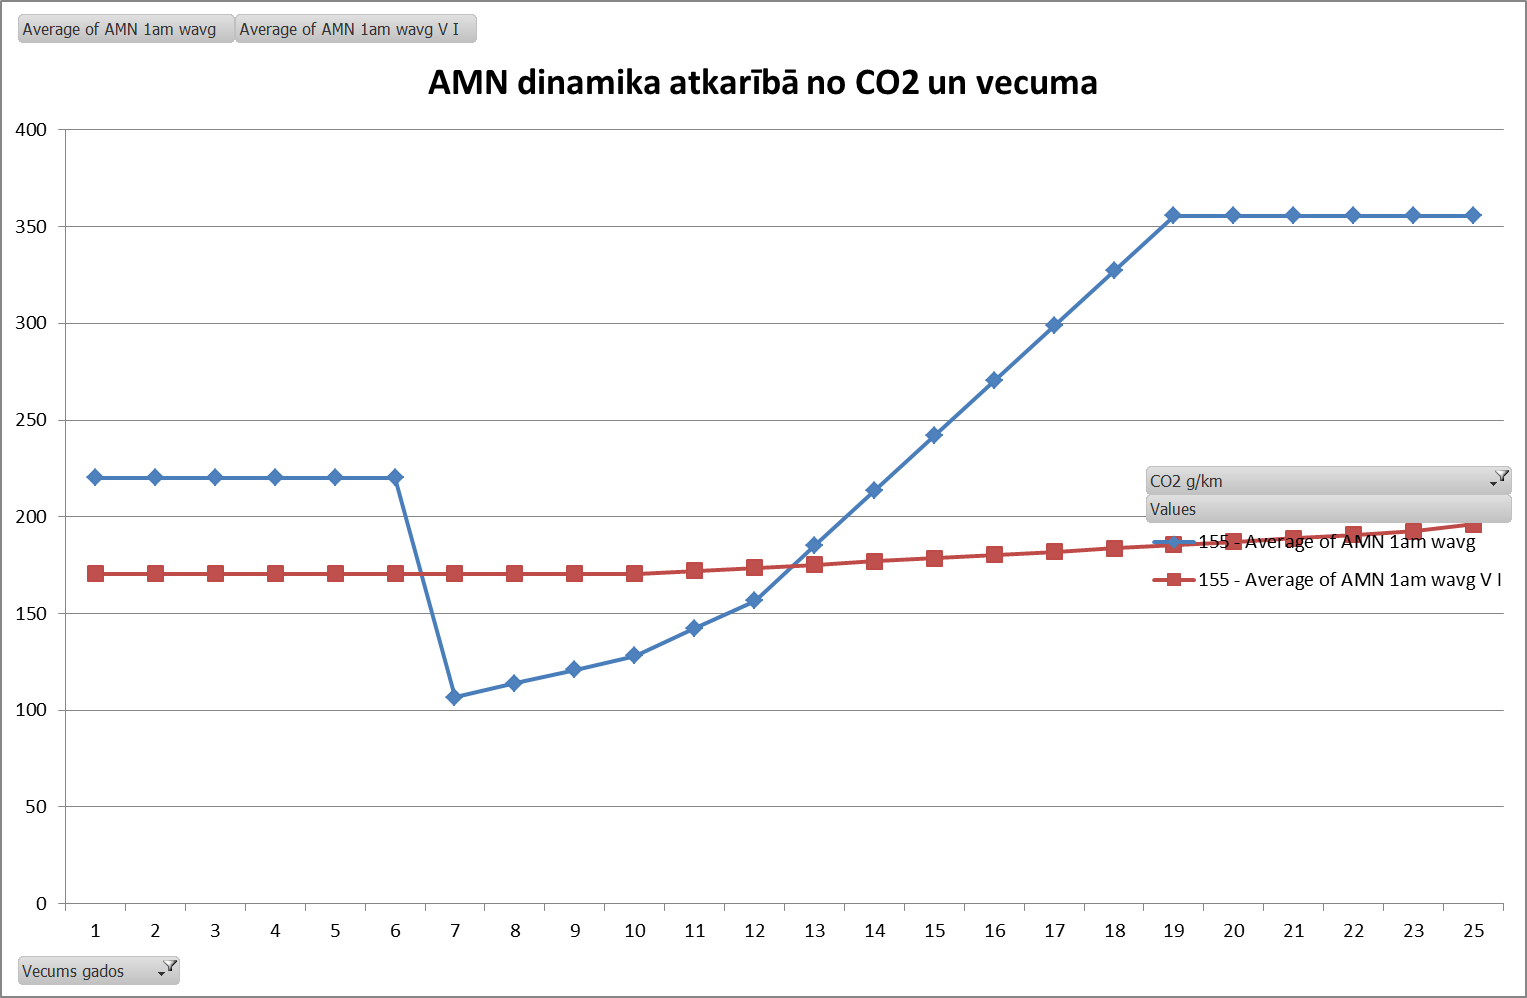 Average of AMN 1am wavg Average of AMN 1am wavg V I
AMN dinamika atkarībā no CO2 un vecuma
400
350
300
250
200
150
100
50
0
CO2 g/km
Values
155 - Average of AMN 1am wavg
155 - Average of AMN 1am wavg V I
1 2 3 4 5 6 7 8 9 10 11 12 13 14 15 16 17 18 19 20 21 22 23 25
Vecums gados